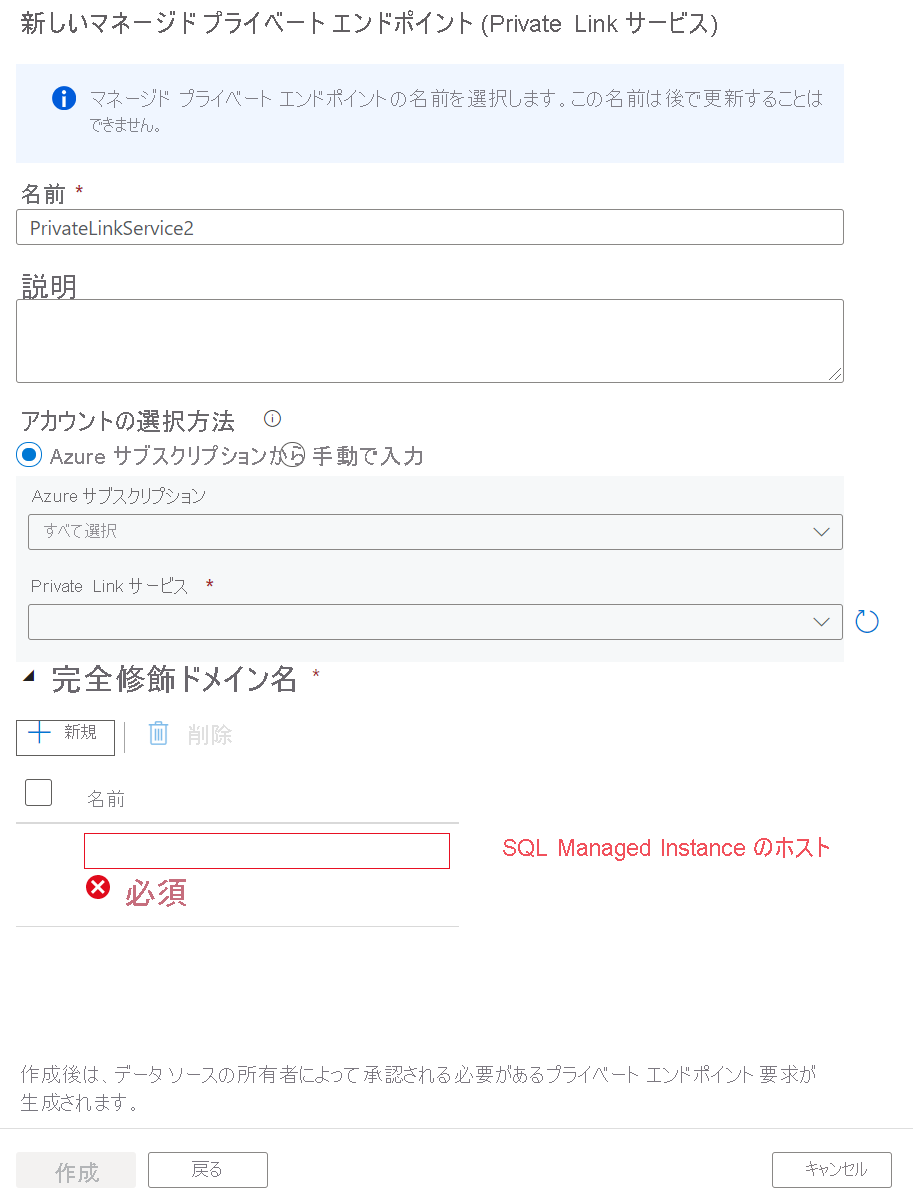 新しいマネージド プライベート エンドポイント (Private Link サービス)
マネージド プライベート エンドポイントの名前を選択します。この名前は後で更新することは
できません。
名前 *
PrivateLinkService2
説明
アカウントの選択方法
Azure サブスクリプションから 手動で入力
Azure サブスクリプション
すべて選択
Private Link サービス *
完全修飾ドメイン名 *
新規 削除
名前
SQL Managed Instance のホスト
必須
作成後は、データ ソースの所有者によって承認される必要があるプライベート エンドポイント要求が
生成されます。
作成 戻る キャンセル